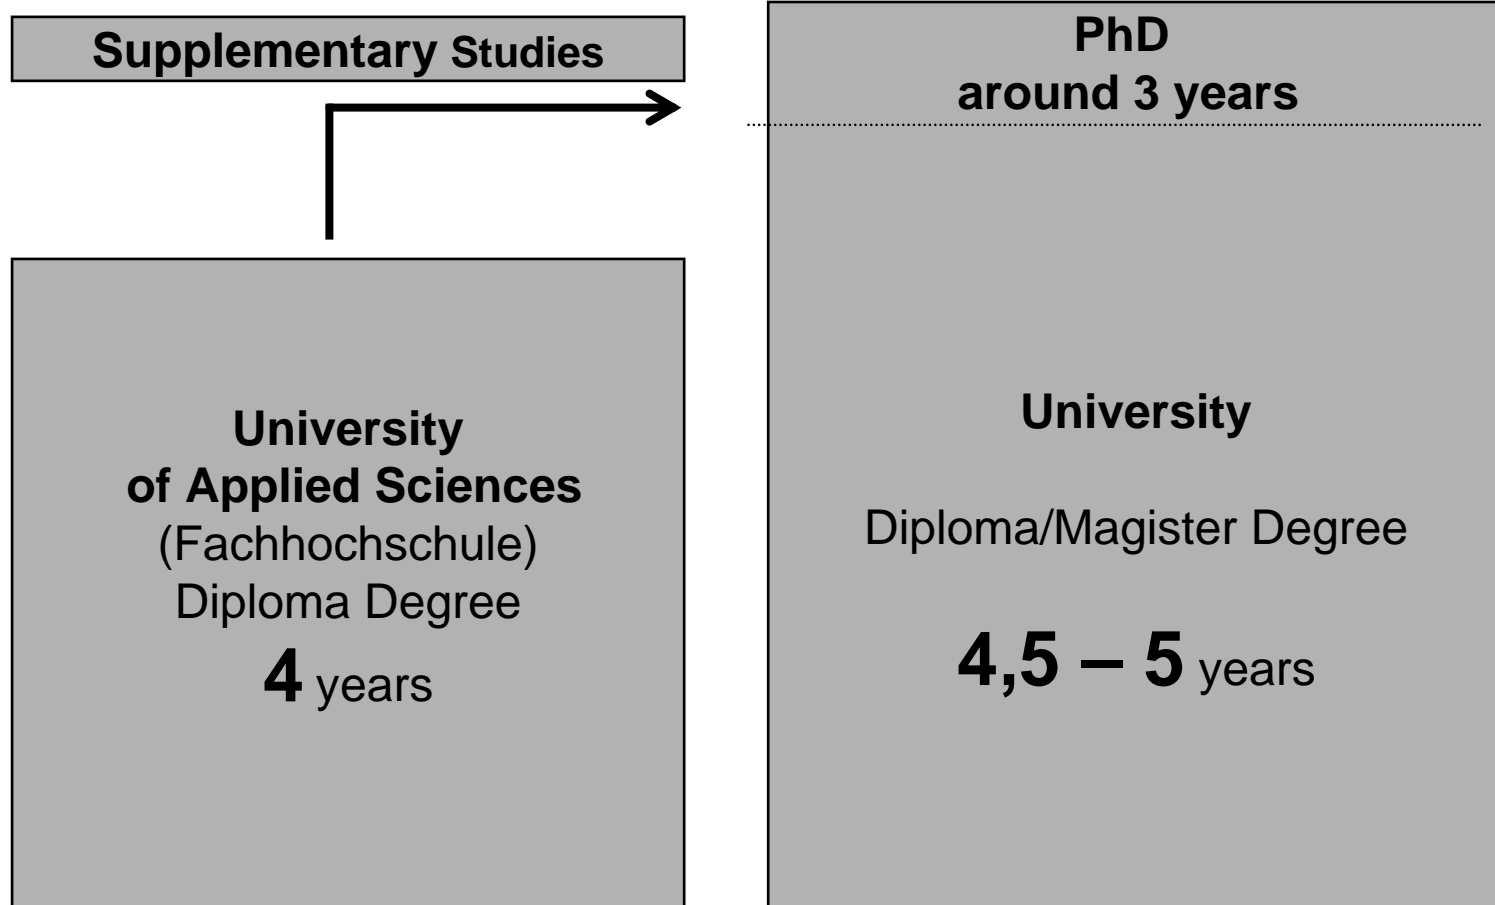 Supplementary Studies
University
of Applied Sciences
(Fachhochschule)
Diploma Degree
4 years
PhD
around 3 years
University
Diploma/Magister Degree
4,5 – 5 years